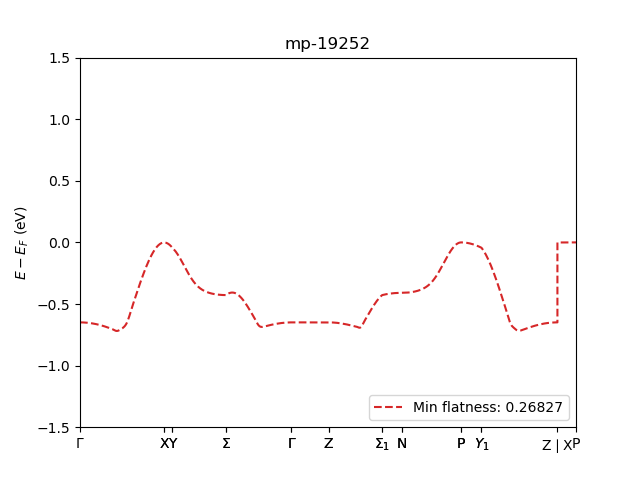 mp-19252
E − E_F (eV)
1.5
1.0
0.5
0.0
−0.5
−1.0
−1.5
Min flatness: 0.26827
Γ X Y Σ Γ Z Σ₁ N P Y₁ Z | X P